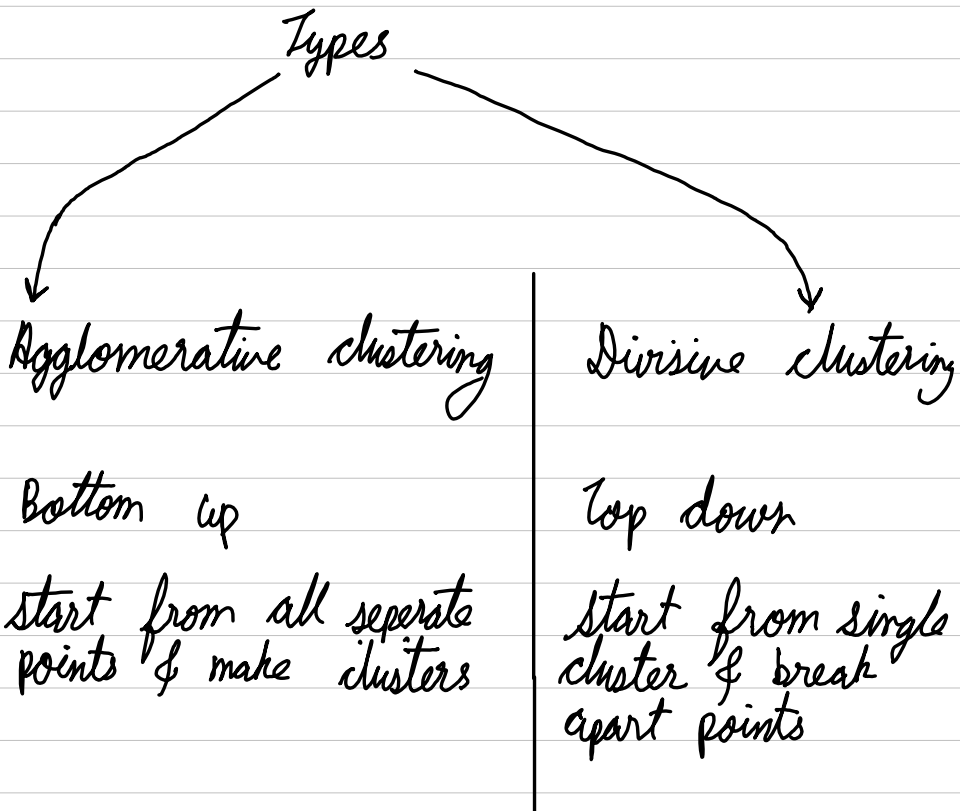 Types
Agglomerative clustering
Bottom up
start from all seperate
points & make clusters
Divisive clustering
Top down
start from single
cluster & break
apart points